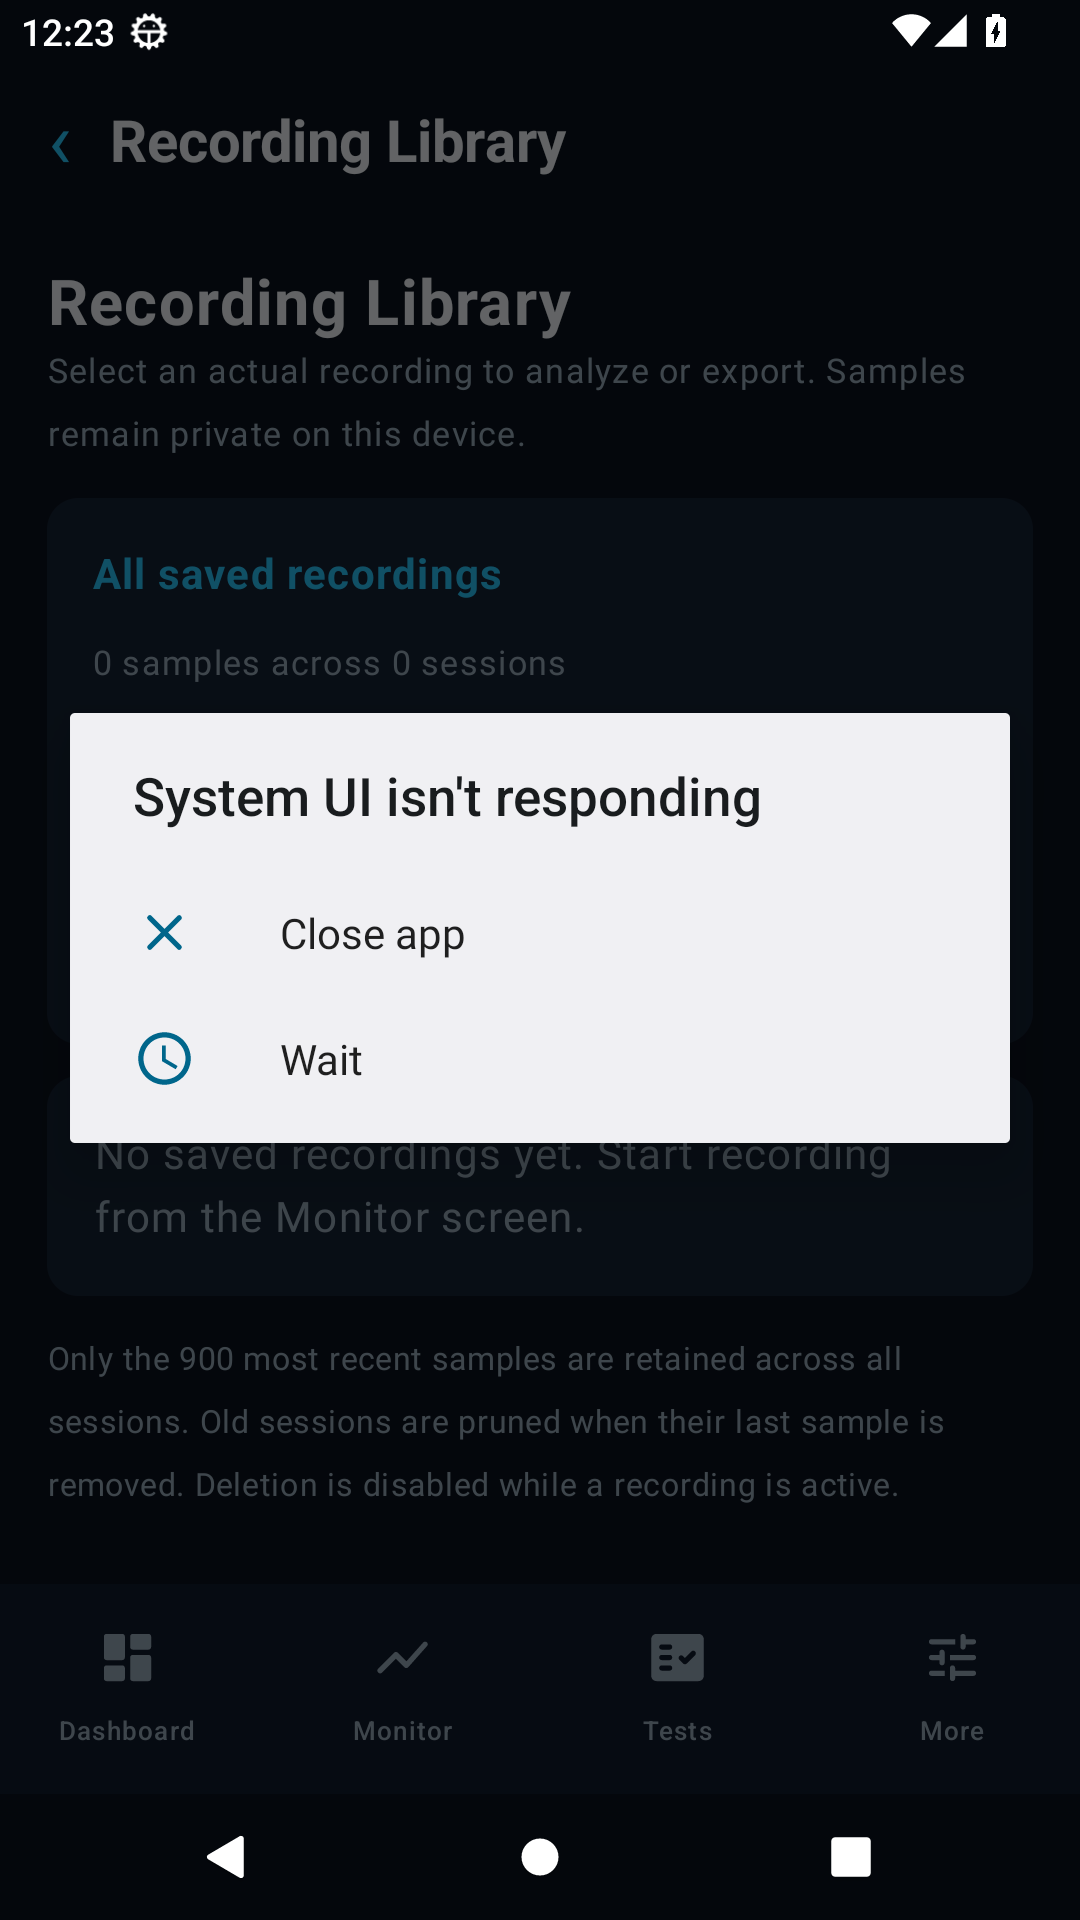 12:23
Recording Library
Recording Library
Select an actual recording to analyze or export. Samples
remain private on this device.
All saved recordings
0 samples across 0 sessions
System UI isn't responding
Close app
Wait
No saved recordings yet. Start recording
from the Monitor screen.
Only the 900 most recent samples are retained across all
sessions. Old sessions are pruned when their last sample is
removed. Deletion is disabled while a recording is active.
Dashboard
Monitor
Tests
More